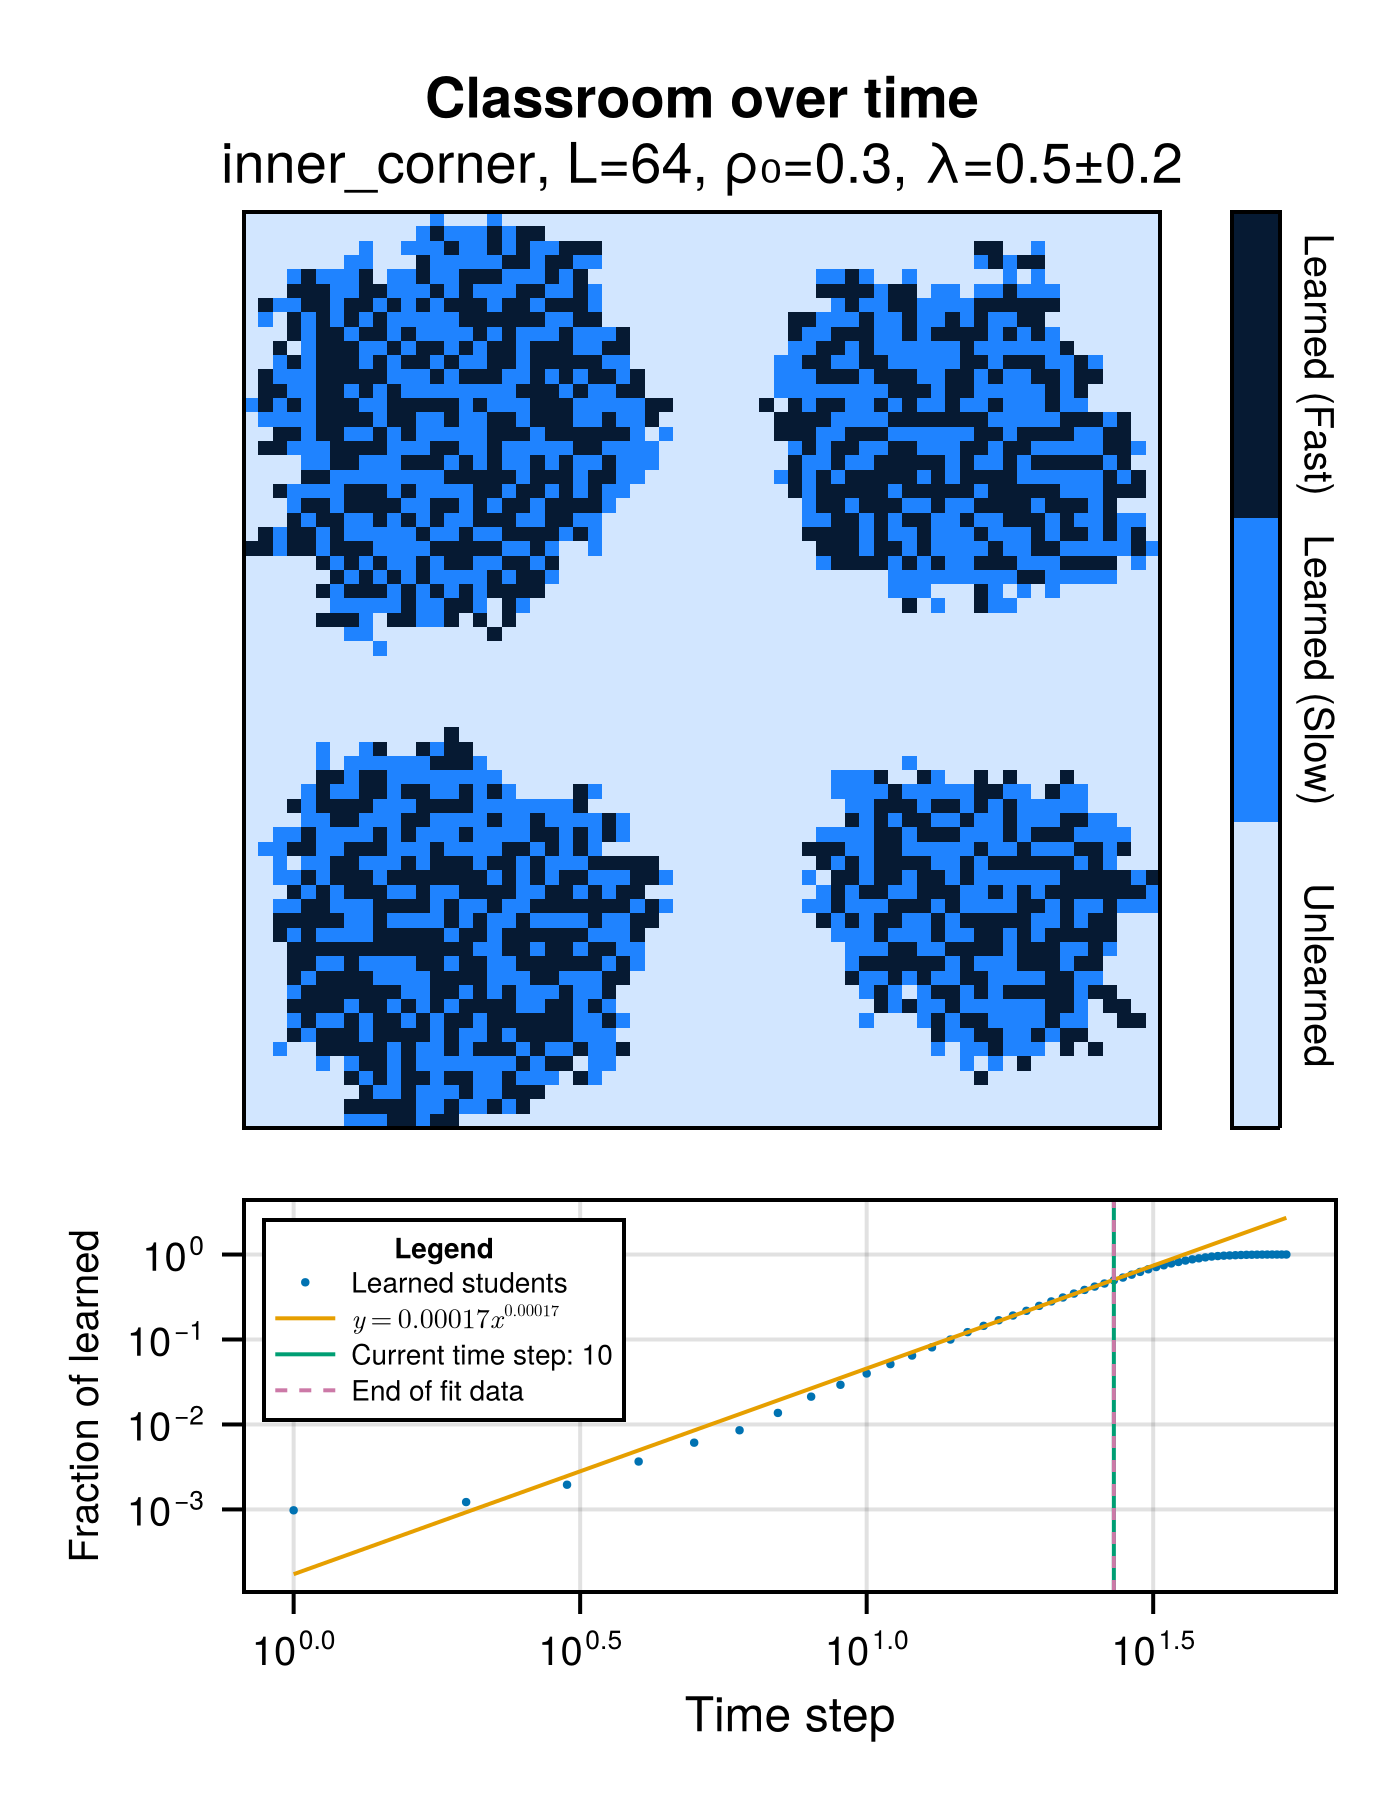 Classroom over time
inner_corner, L=64, ρ₀=0.3, λ=0.5±0.2
Learned (Fast)
Learned (Slow)
Unlearned
Fraction of learned
10⁰
10⁻¹
10⁻²
10⁻³
Legend
Learned students
y = 0.00017x^0.00017
Current time step: 10
End of fit data
10^0.0
10^0.5
10^1.0
10^1.5
Time step